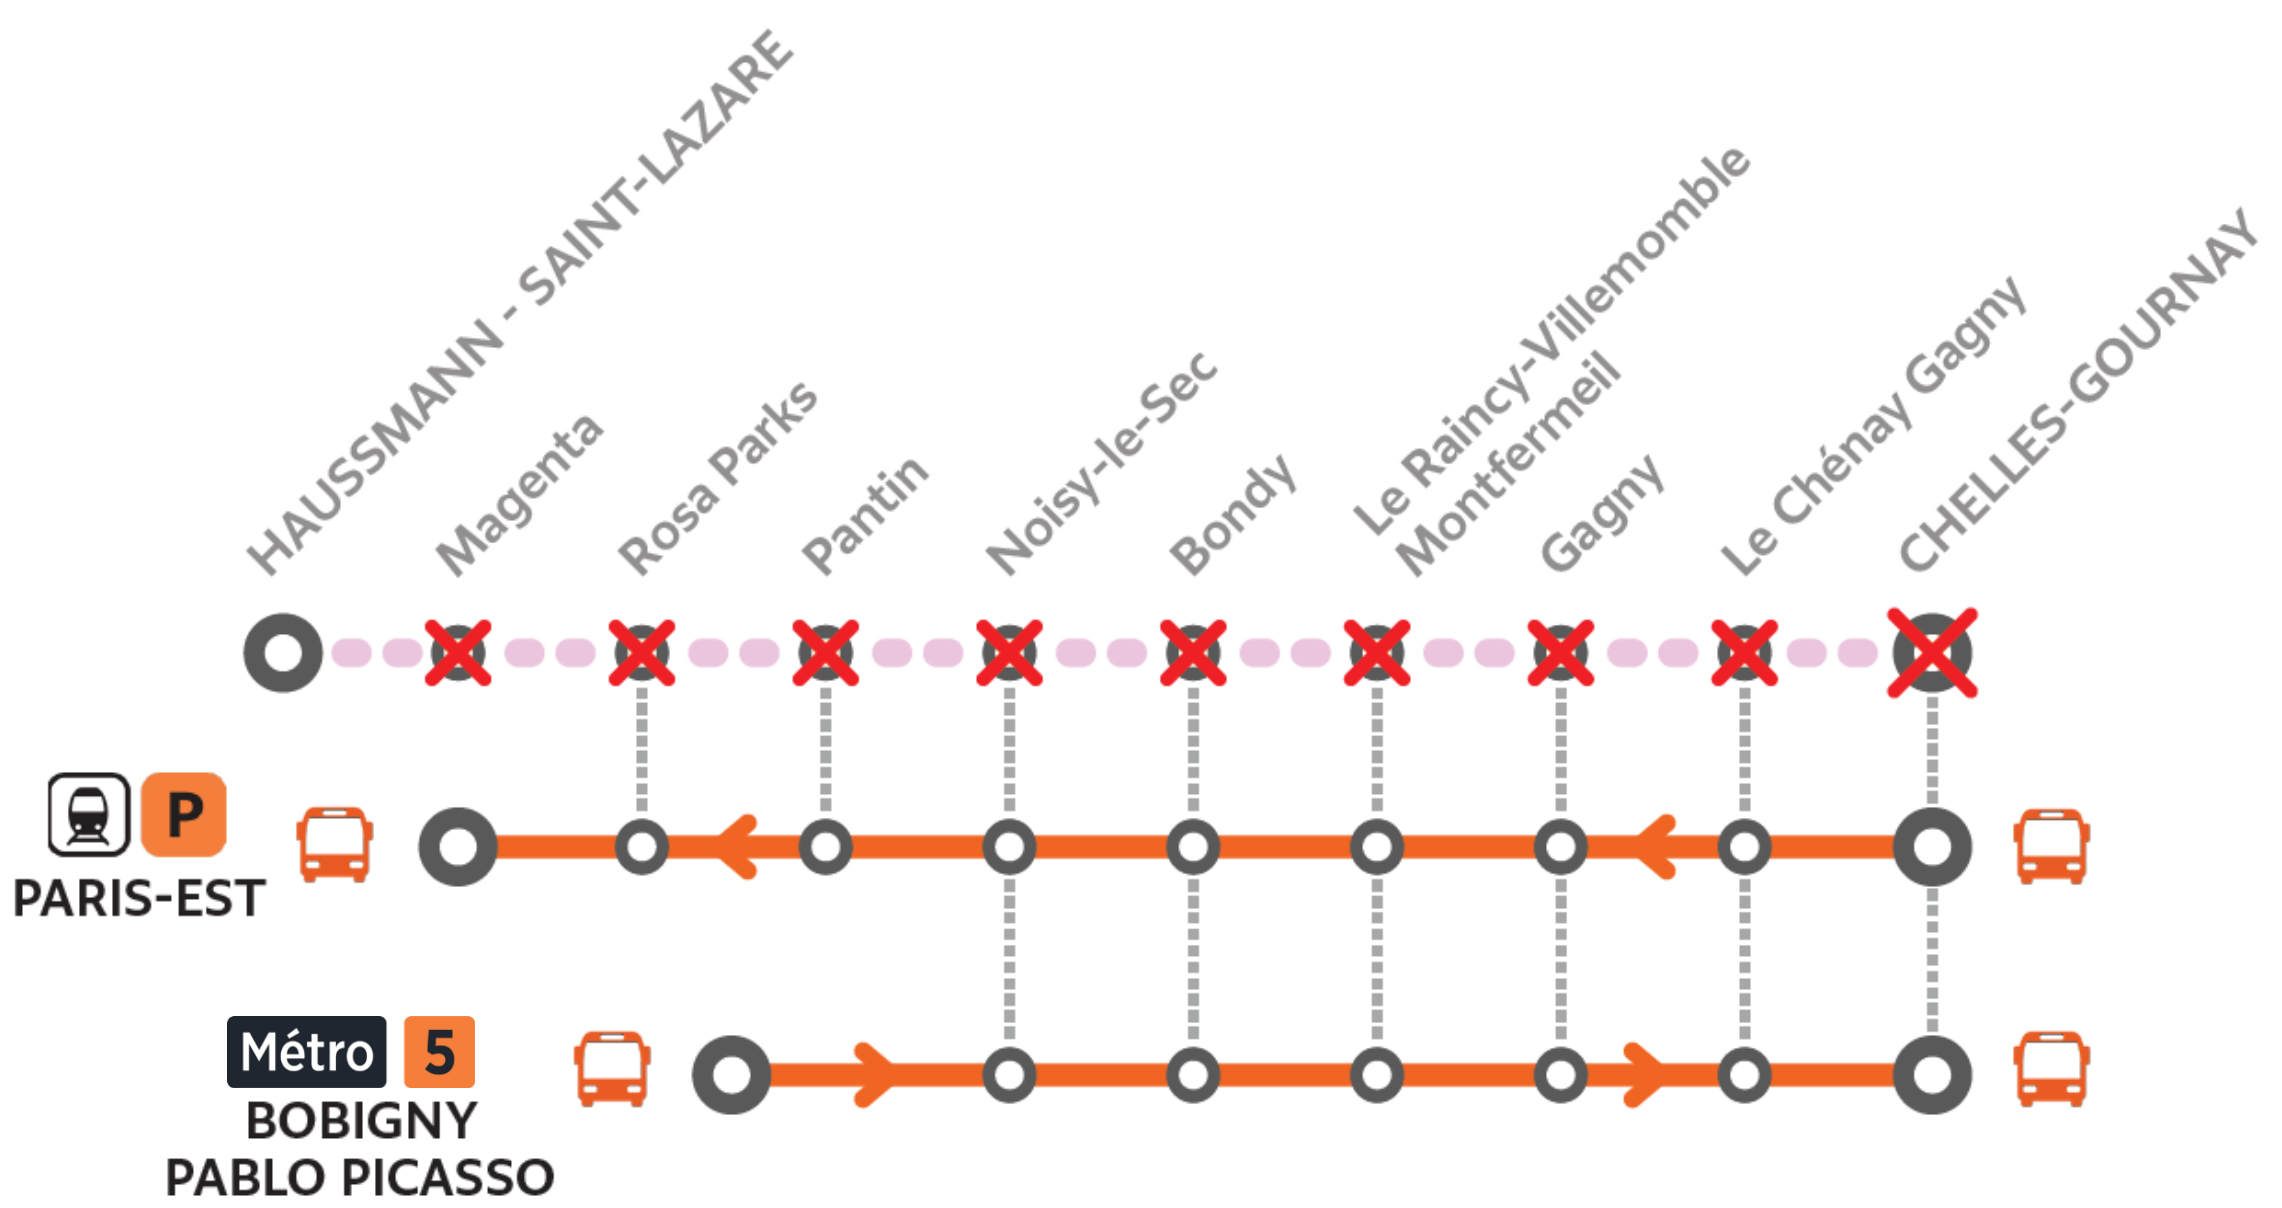 HAUSSMANN - SAINT-LAZARE
Magenta
Rosa Parks
Pantin
Noisy-le-Sec
Bondy
Le Raincy-Villemomble
Montfermeil
Gagny
Le Chénay Gagny
CHELLES-GOURNAY
P
PARIS-EST
Métro 5
BOBIGNY
PABLO PICASSO